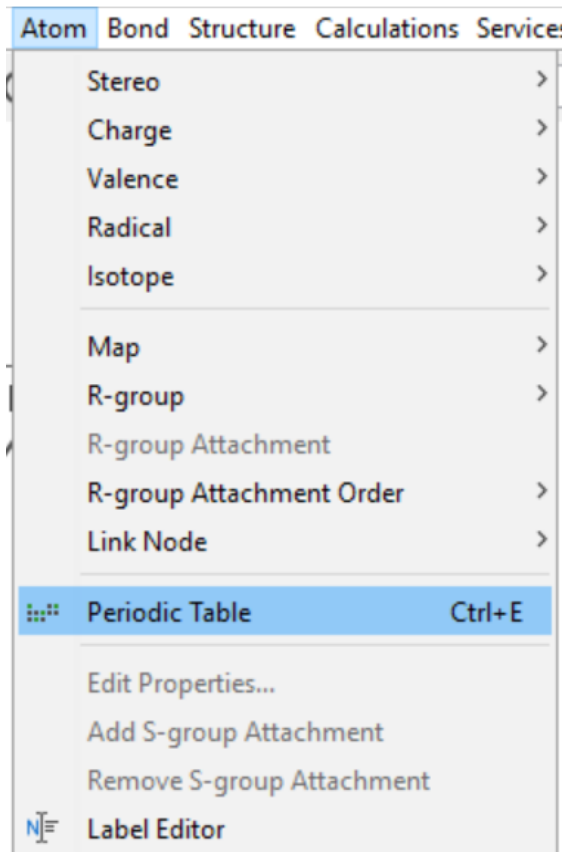 Atom Bond Structure Calculations Services
Stereo
Charge
Valence
Radical
Isotope
Map
R-group
R-group Attachment
R-group Attachment Order
Link Node
Periodic Table Ctrl+E
Edit Properties...
Add S-group Attachment
Remove S-group Attachment
Label Editor